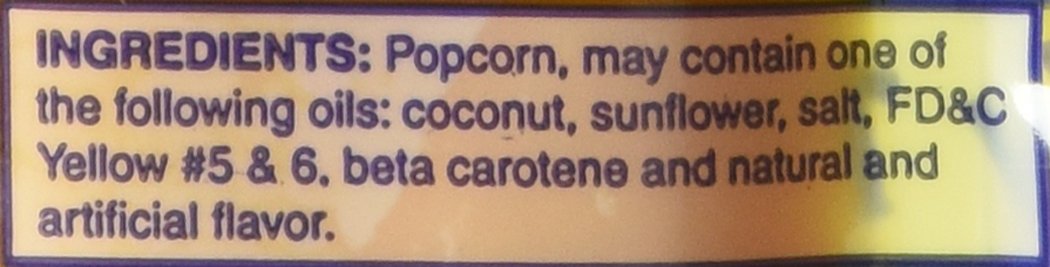 INGREDIENTS: Popcorn, may contain one of
the following oils: coconut, sunflower, salt, FD&C
Yellow #5 & 6, beta carotene and natural and
artificial flavor.